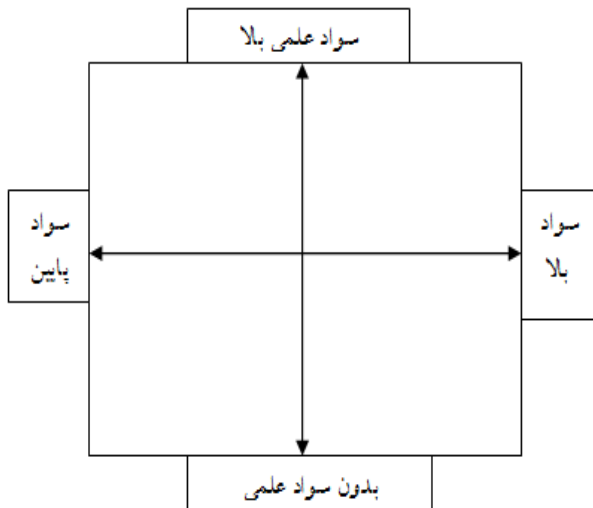 سواد علمی بالا
سواد
بالا
سواد
پایین
بدون سواد علمی